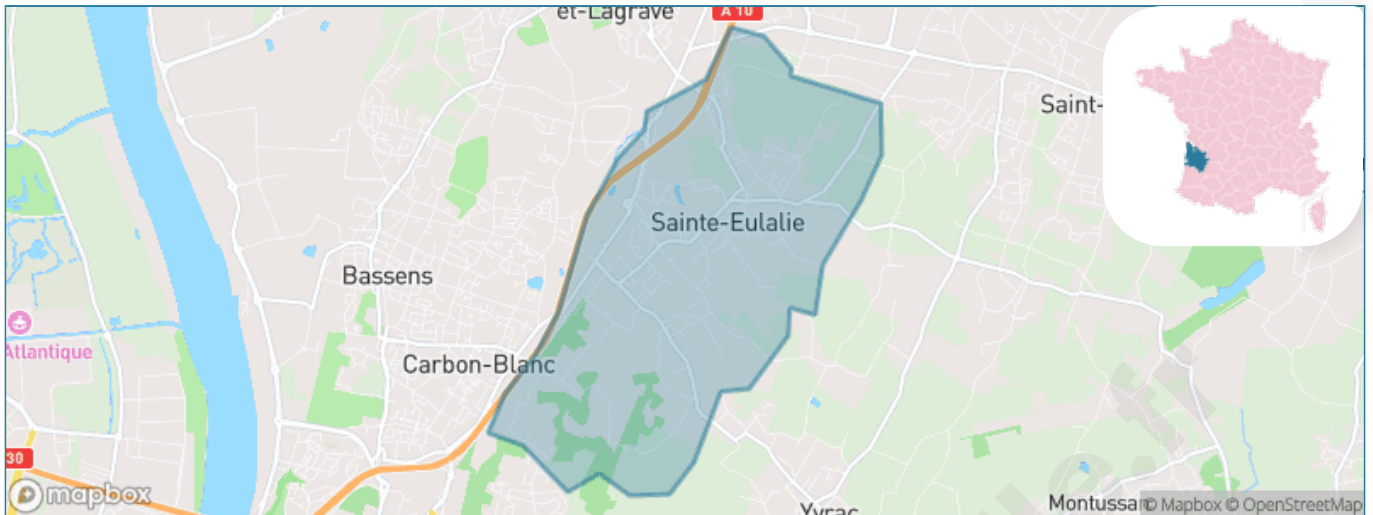 et-Lagrave
A 10
Saint-
Sainte-Eulalie
Bassens
Atlantique
Carbon-Blanc
30
mapbox
Yvrac
Montussan
© Mapbox © OpenStreetMap